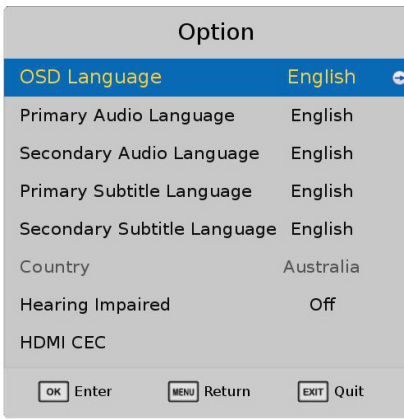 Option
OSD Language English
Primary Audio Language English
Secondary Audio Language English
Primary Subtitle Language English
Secondary Subtitle Language English
Country Australia
Hearing Impaired Off
HDMI CEC
OK Enter MENU Return EXIT Quit